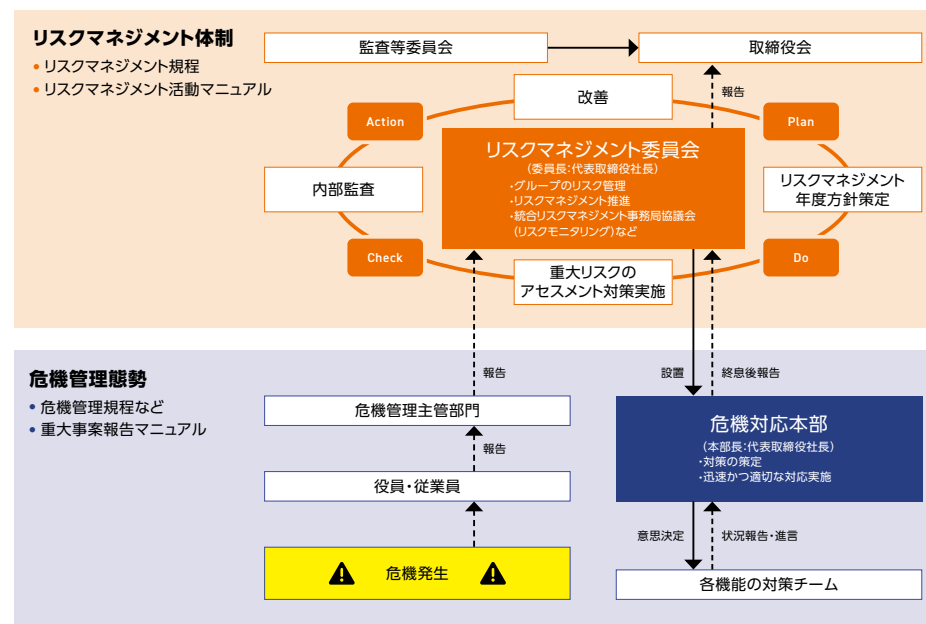 リスクマネジメント体制
• リスクマネジメント規程
• リスクマネジメント活動マニュアル
監査等委員会
取締役会
報告
改善
Action
Plan
リスクマネジメント委員会
(委員長:代表取締役社長)
・グループのリスク管理
・リスクマネジメント推進
・統合リスクマネジメント事務局協議会
(リスクモニタリング)など
内部監査
リスクマネジメント
年度方針策定
Check
Do
重大リスクの
アセスメント対策実施
危機管理態勢
• 危機管理規程など
• 重大事案報告マニュアル
報告
設置
終息後報告
危機管理主管部門
報告
役員・従業員
危機発生
危機対応本部
(本部長:代表取締役社長)
・対策の策定
・迅速かつ適切な対応実施
意思決定
状況報告・進言
各機能の対策チーム